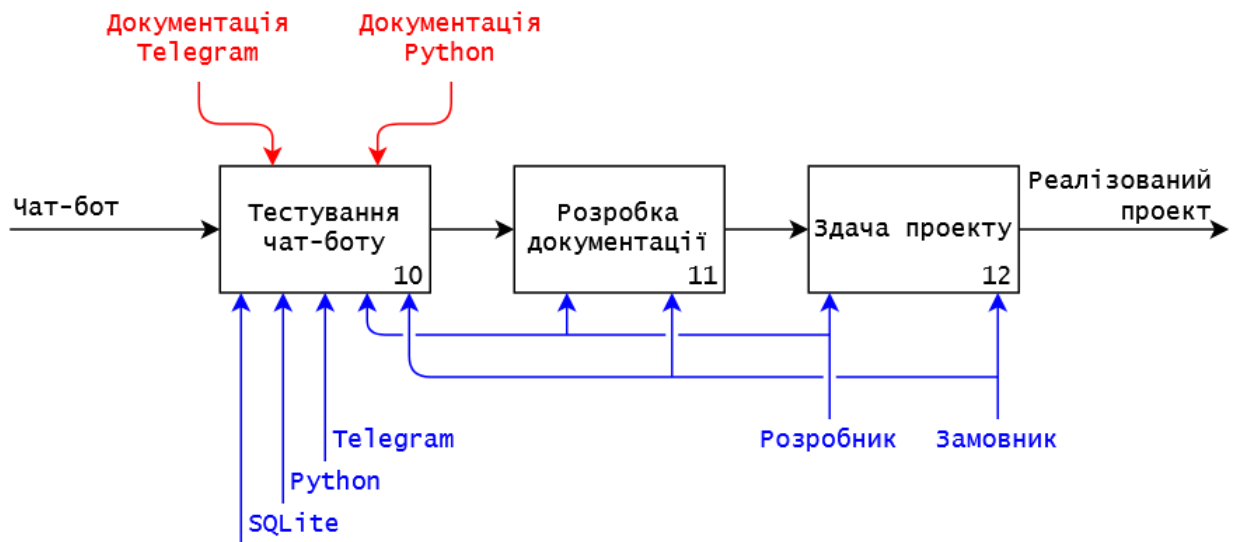 Документація
Telegram
Документація
Python
Чат-бот
Тестування
чат-боту
10
Розробка
документації
11
Здача проекту
12
Реалізований
проект
Telegram
Python
SQLite
Розробник
Замовник